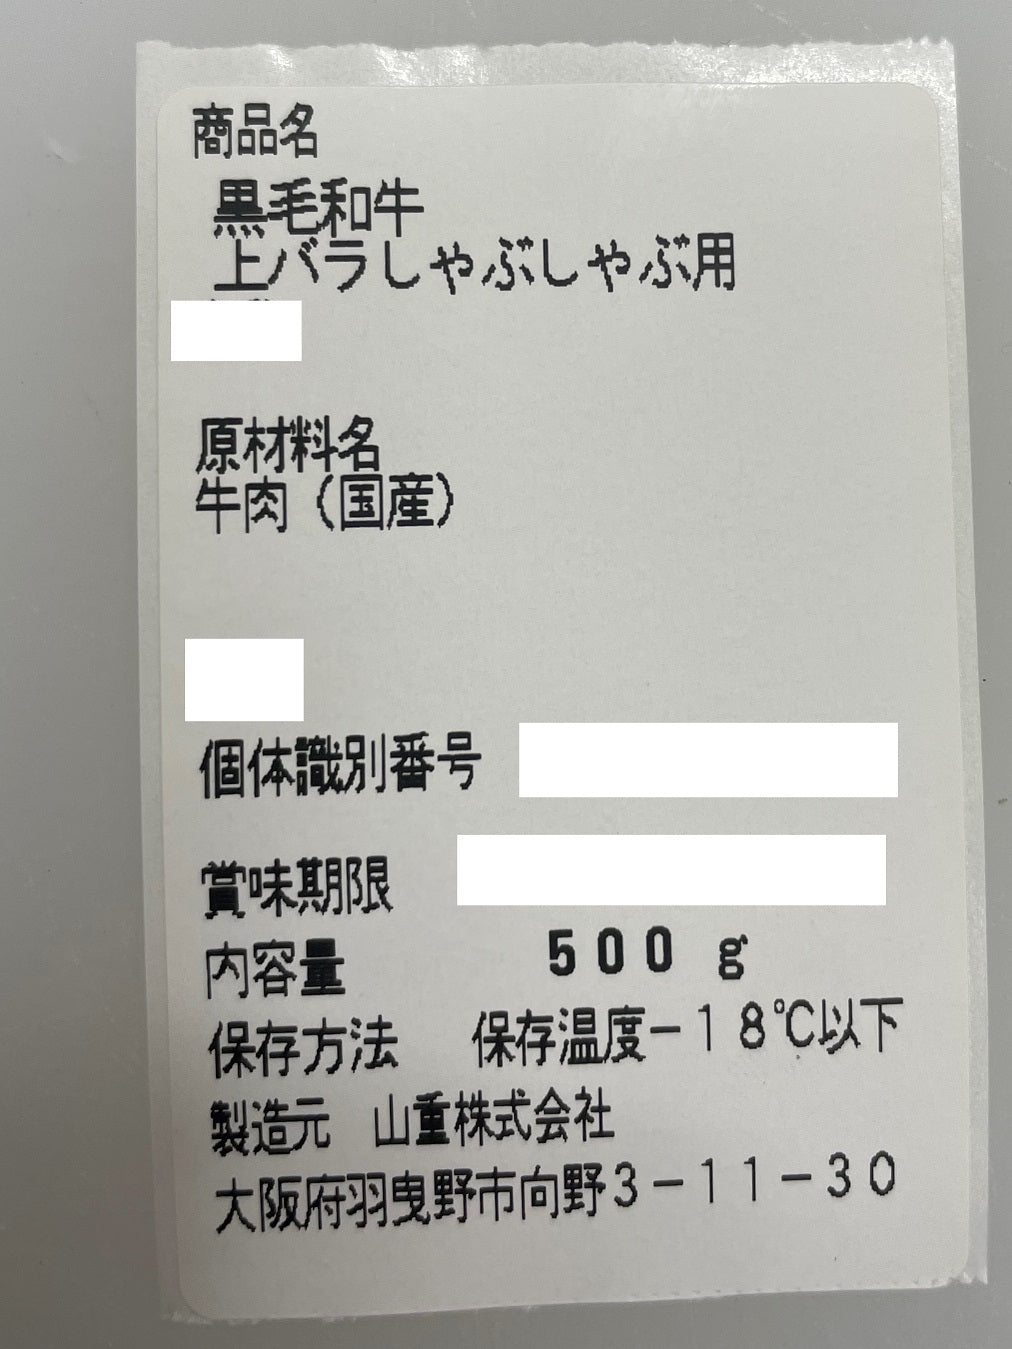 商品名
黒毛和牛
上バラしゃぶしゃぶ用
原材料名
牛肉（国産）
個体識別番号
賞味期限
内容量 500 g
保存方法 保存温度−18℃以下
製造元 山重株式会社
大阪府羽曳野市向野3−11−30